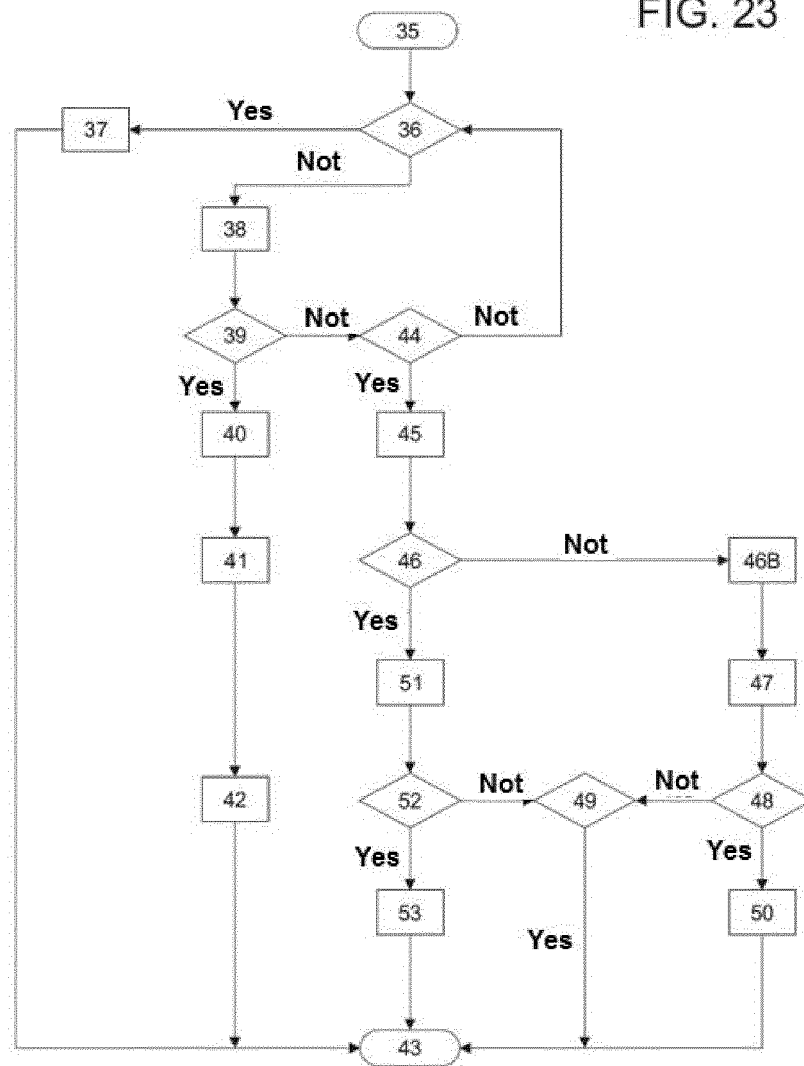 FIG. 23
35
37
Yes
36
Not
38
39
Not
44
Not
Yes
Yes
40
45
41
46
Not
46B
Yes
51
47
42
52
Not
49
Not
48
Yes
Yes
53
50
Yes
43